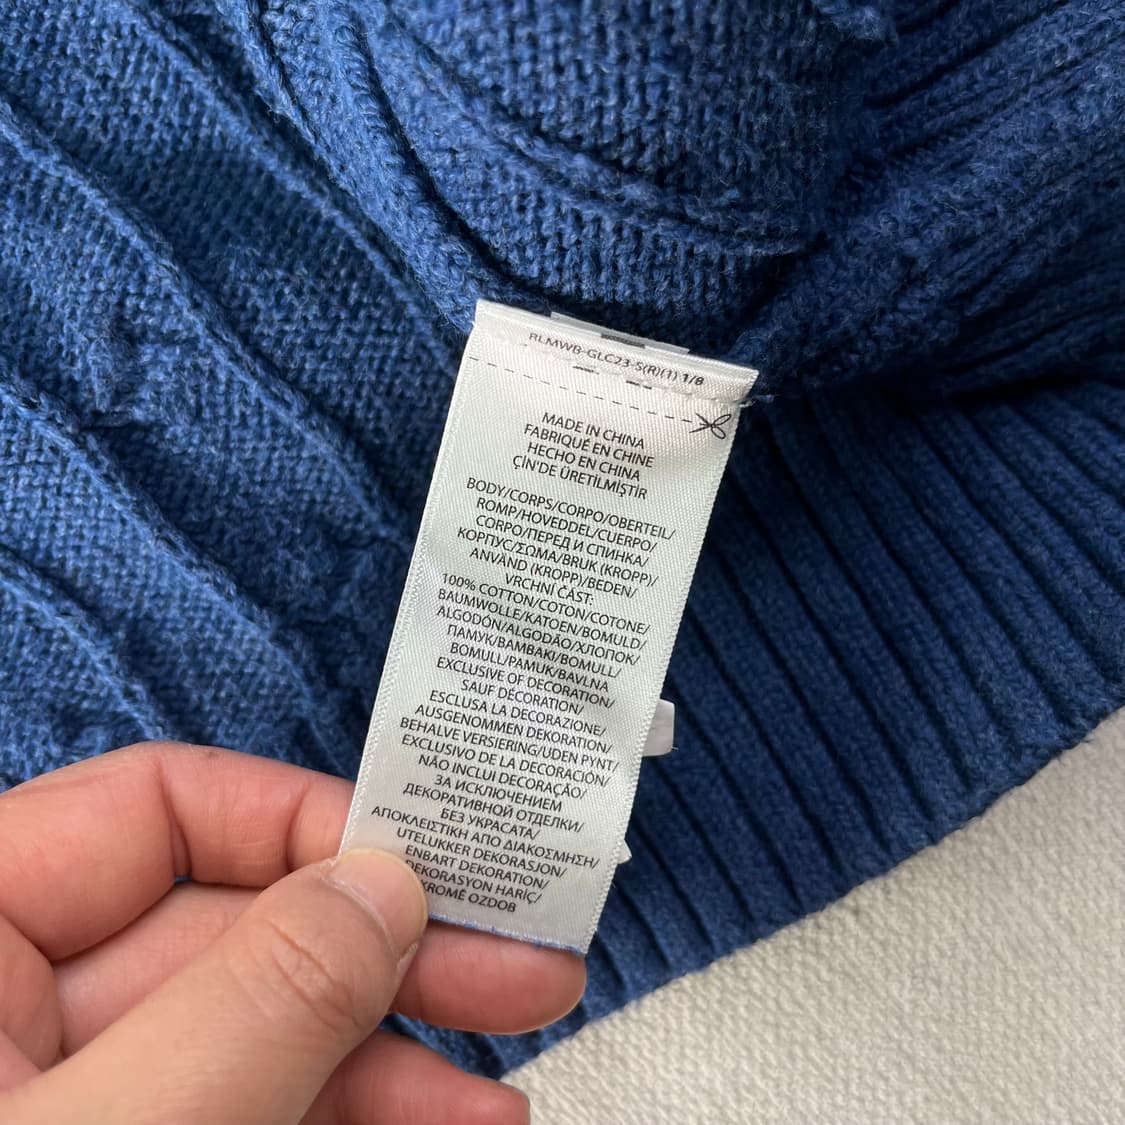 RLMWB-GLC23-S(R)(1) 1/8
MADE IN CHINA
FABRIQUÉ EN CHINE
HECHO EN CHINA
ÇİN'DE ÜRETİLMİŞTİR
BODY/CORPS/CORPO/OBERTEIL/
ROMP/HOVEDDEL/CUERPO/
CORPO/ПЕРЕД И СПИНКА/
КОРПУС/ΣΩΜΑ/BRUK (KROPP)/
ANVÄND (KROPP)/BEDEN/
VRCHNÍ ČÁST:
100% COTTON/COTON/COTONE/
BAUMWOLLE/KATOEN/BOMULD/
ALGODÓN/ALGODÃO/ХЛОПОК/
ПАМУК/ΒΑΜΒΑΚΙ/BOMULL/
BOMULL/PAMUK/BAVLNA
EXCLUSIVE OF DECORATION/
SAUF DÉCORATION/
ESCLUSA LA DECORAZIONE/
AUSGENOMMEN DEKORATION/
BEHALVE VERSIERING/UDEN PYNT/
EXCLUSIVO DE LA DECORACIÓN/
NÃO INCLUI DECORAÇÃO/
ЗА ИСКЛЮЧЕНИЕМ
ДЕКОРАТИВНОЙ ОТДЕЛКИ/
БЕЗ УКРАСАТА/
ΑΠΟΚΛΕΙΣΤΙΚΗ ΑΠΟ ΔΙΑΚΟΣΜΗΣΗ/
UTELUKKER DEKORASJON/
ENBART DEKORATION/
DEKORASYON HARİÇ/
KROMĚ OZDOB